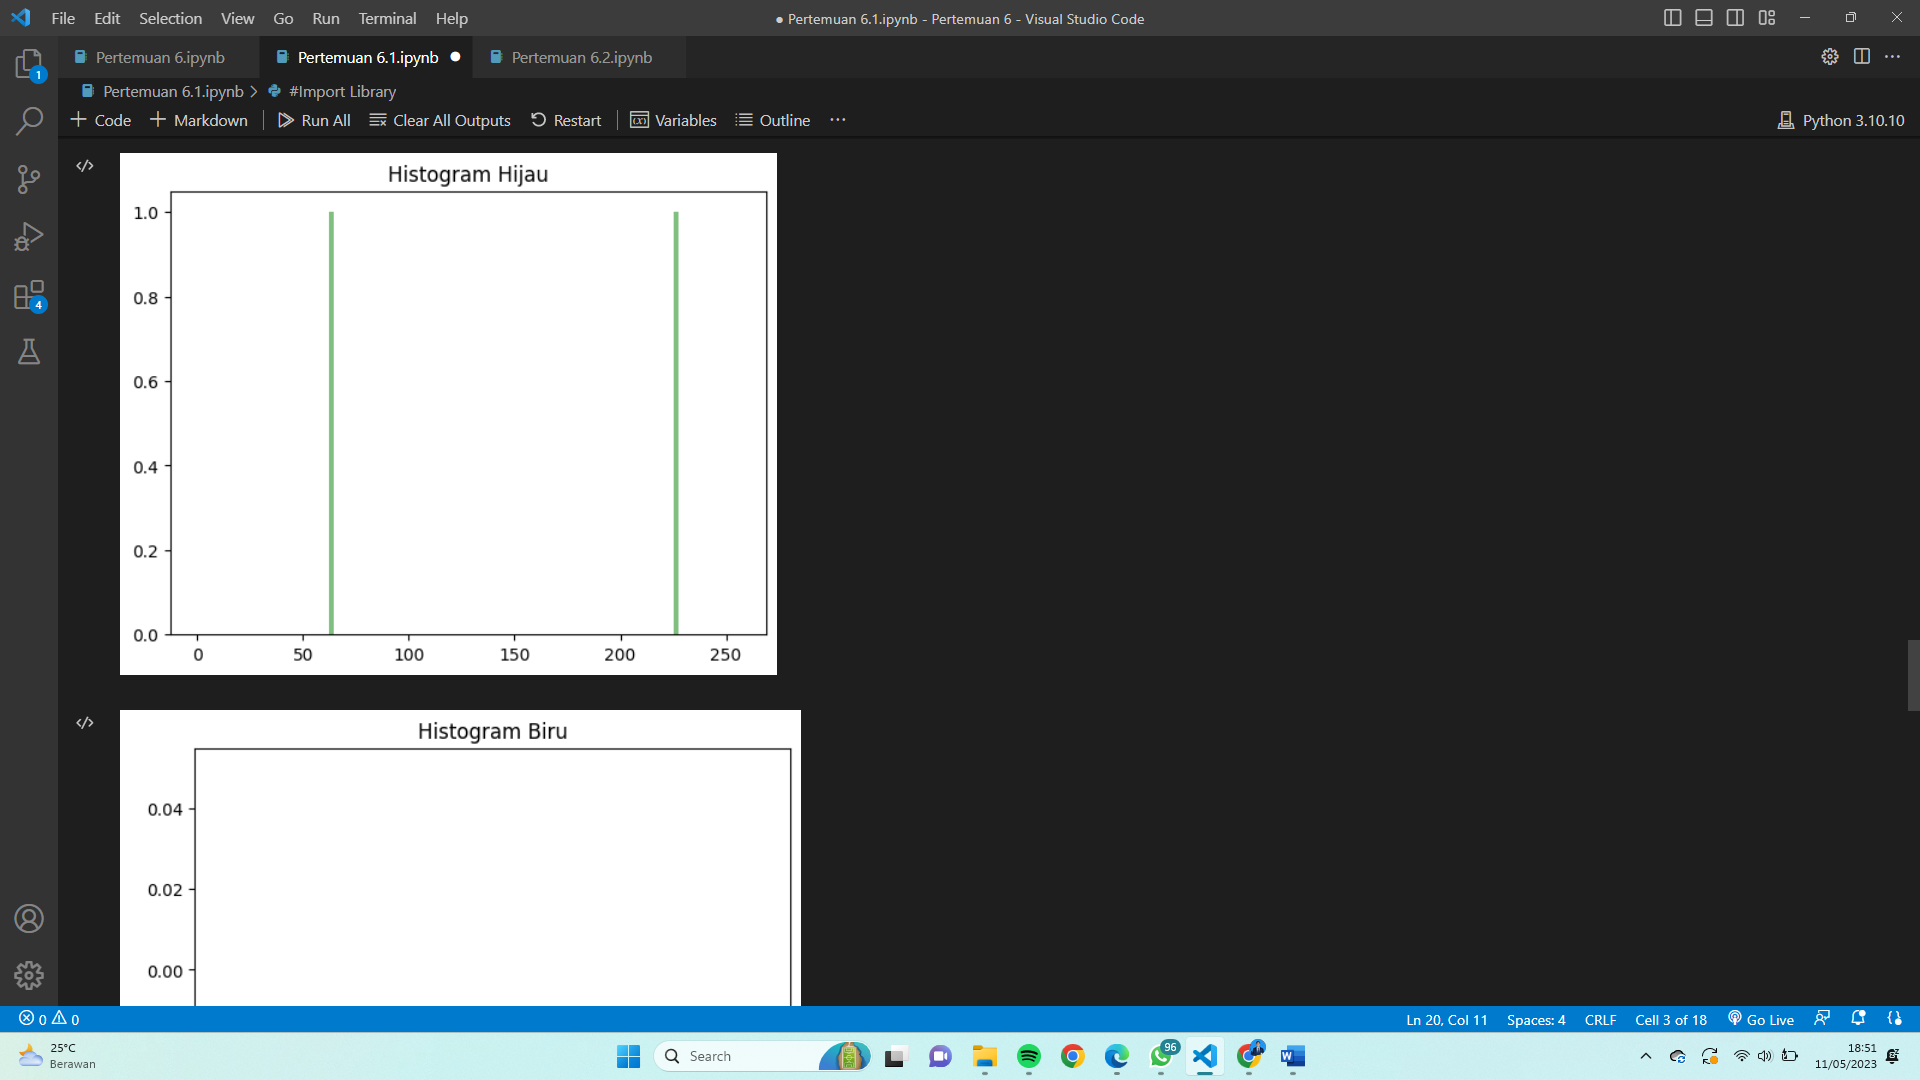 File Edit Selection View Go Run Terminal Help
● Pertemuan 6.1.ipynb - Pertemuan 6 - Visual Studio Code
1
4
Pertemuan 6.ipynb
Pertemuan 6.1.ipynb ●
Pertemuan 6.2.ipynb
Pertemuan 6.1.ipynb > #Import Library
+ Code + Markdown Run All Clear All Outputs Restart Variables Outline ...
Python 3.10.10
Histogram Hijau
1.0
0.8
0.6
0.4
0.2
0.0
0 50 100 150 200 250
Histogram Biru
0.04
0.02
0.00
0 0
Ln 20, Col 11 Spaces: 4 CRLF Cell 3 of 18 Go Live
25°C
Berawan
Search
96
18:51
11/05/2023